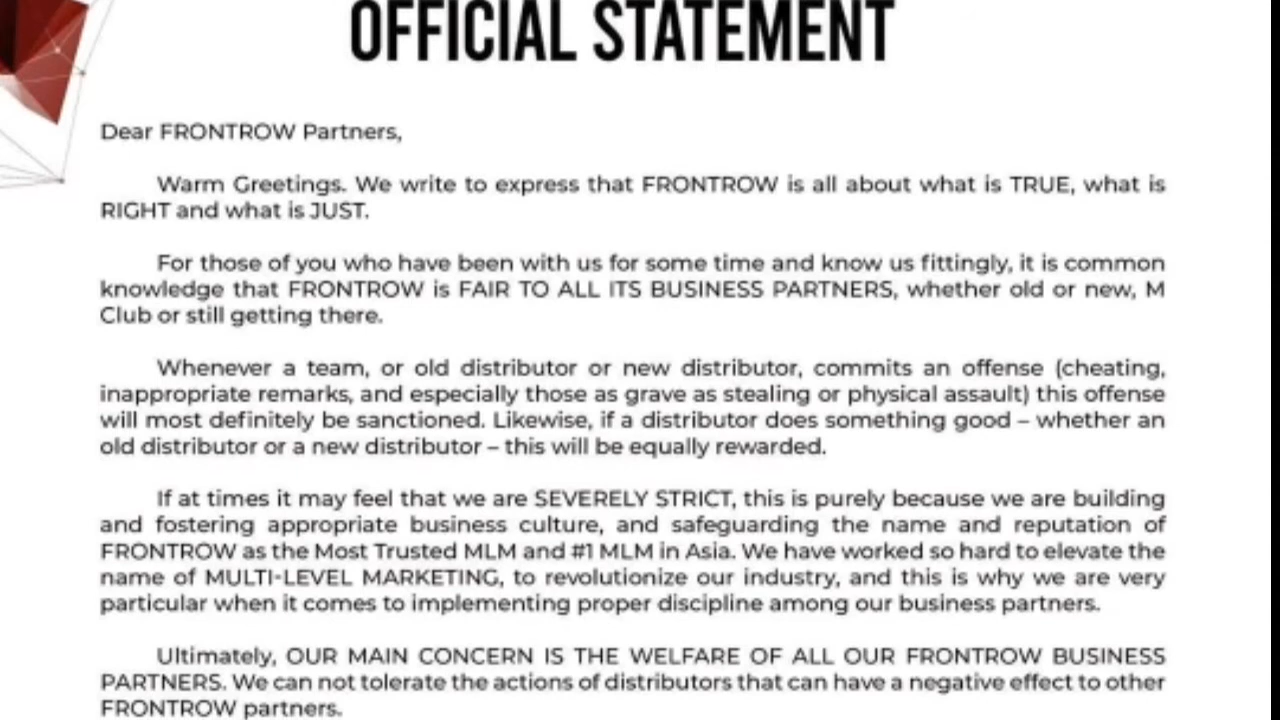 OFFICIAL STATEMENT
Dear FRONTROW Partners,
Warm Greetings. We write to express that FRONTROW is all about what is TRUE, what is
RIGHT and what is JUST.
For those of you who have been with us for some time and know us fittingly, it is common
knowledge that FRONTROW is FAIR TO ALL ITS BUSINESS PARTNERS, whether old or new, M
Club or still getting there.
Whenever a team, or old distributor or new distributor, commits an offense (cheating,
inappropriate remarks, and especially those as grave as stealing or physical assault) this offense
will most definitely be sanctioned. Likewise, if a distributor does something good – whether an
old distributor or a new distributor – this will be equally rewarded.
If at times it may feel that we are SEVERELY STRICT, this is purely because we are building
and fostering appropriate business culture, and safeguarding the name and reputation of
FRONTROW as the Most Trusted MLM and #1 MLM in Asia. We have worked so hard to elevate the
name of MULTI-LEVEL MARKETING, to revolutionize our industry, and this is why we are very
particular when it comes to implementing proper discipline among our business partners.
Ultimately, OUR MAIN CONCERN IS THE WELFARE OF ALL OUR FRONTROW BUSINESS
PARTNERS. We can not tolerate the actions of distributors that can have a negative effect to other
FRONTROW partners.